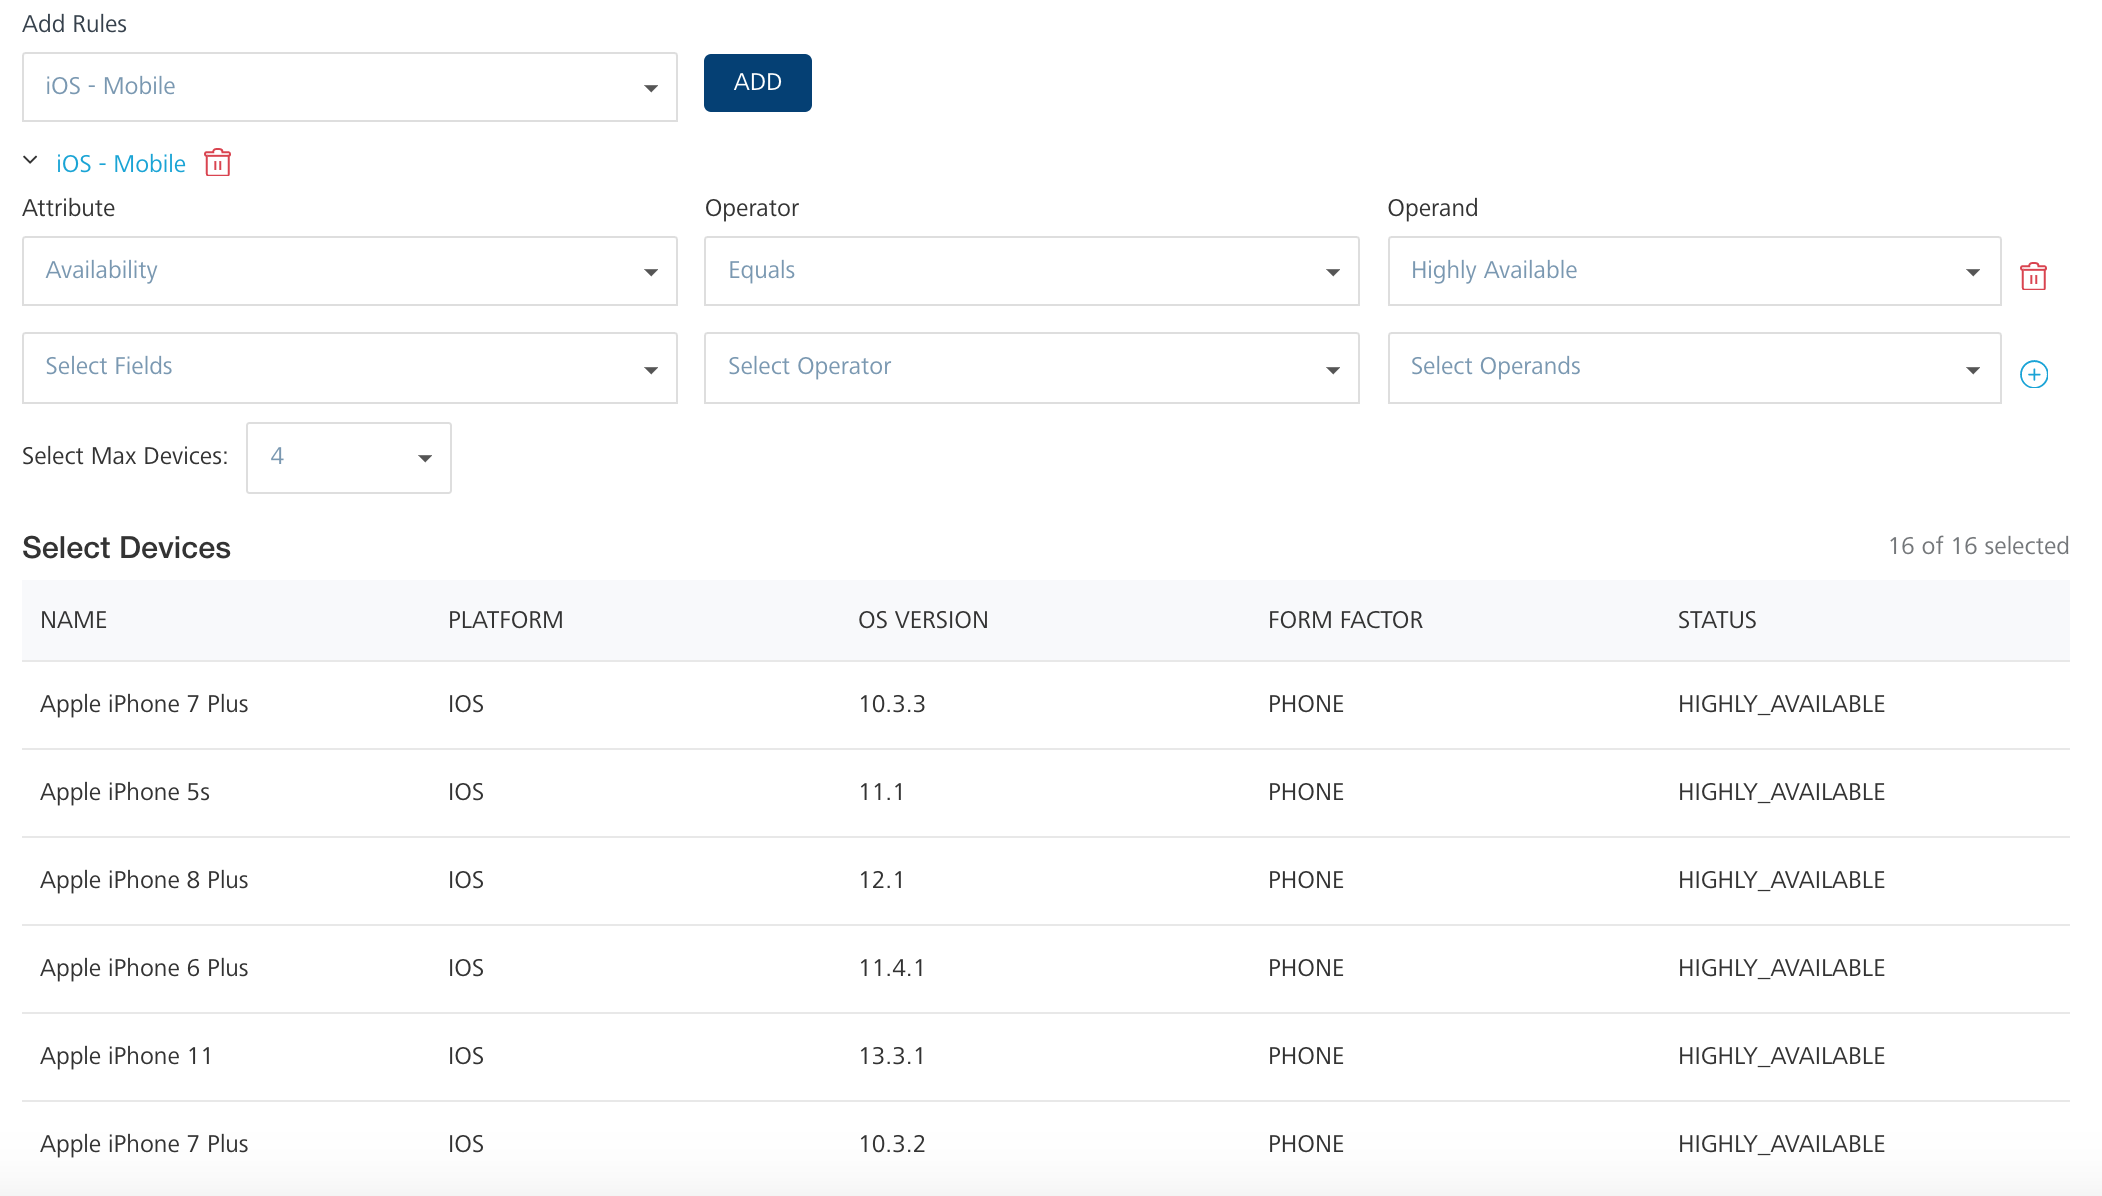 Add Rules
iOS - Mobile
ADD
iOS - Mobile
Attribute Operator Operand
Availability Equals Highly Available
Select Fields Select Operator Select Operands
Select Max Devices: 4
Select Devices 16 of 16 selected
NAME PLATFORM OS VERSION FORM FACTOR STATUS
Apple iPhone 7 Plus IOS 10.3.3 PHONE HIGHLY_AVAILABLE
Apple iPhone 5s IOS 11.1 PHONE HIGHLY_AVAILABLE
Apple iPhone 8 Plus IOS 12.1 PHONE HIGHLY_AVAILABLE
Apple iPhone 6 Plus IOS 11.4.1 PHONE HIGHLY_AVAILABLE
Apple iPhone 11 IOS 13.3.1 PHONE HIGHLY_AVAILABLE
Apple iPhone 7 Plus IOS 10.3.2 PHONE HIGHLY_AVAILABLE